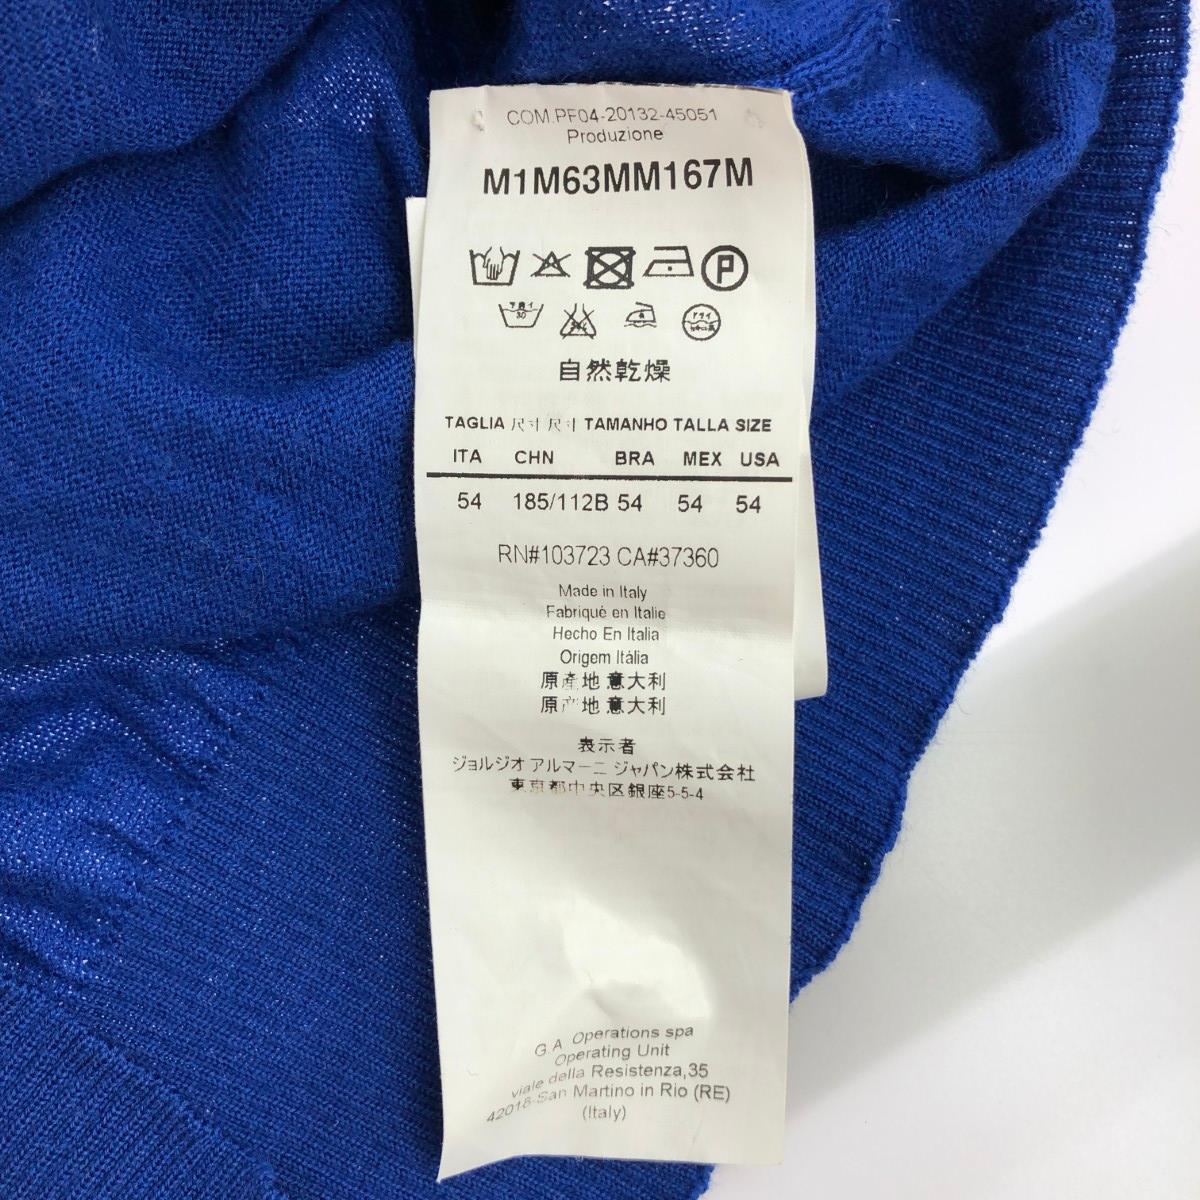 COM.PF04-20132-45051
Produzione
M1M63MM167M
P
自然乾燥
TAGLIA 尺寸 尺寸 TAMANHO TALLA SIZE
ITA CHN BRA MEX USA
54 185/112B 54 54 54
RN#103723 CA#37360
Made in Italy
Fabriqué en Italie
Hecho En Italia
Origem Itália
原産地 意大利
原产地 意大利
表示者
ジョルジオ アルマーニ ジャパン株式会社
東京都中央区銀座5-5-4
G.A. Operations spa
Operating Unit
viale della Resistenza,35
42018-San Martino in Rio (RE)
(Italy)